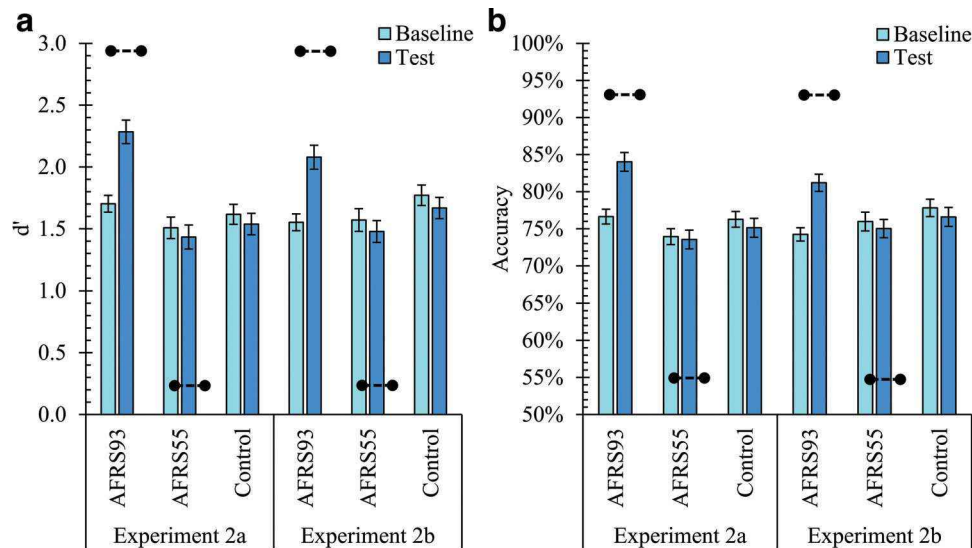 a
Baseline
Test
3.0
2.5
2.0
1.5
1.0
0.5
0.0
d'
AFRS93
AFRS55
Control
AFRS93
AFRS55
Control
Experiment 2a
Experiment 2b
b
Baseline
Test
100%
95%
90%
85%
80%
75%
70%
65%
60%
55%
50%
Accuracy
AFRS93
AFRS55
Control
AFRS93
AFRS55
Control
Experiment 2a
Experiment 2b